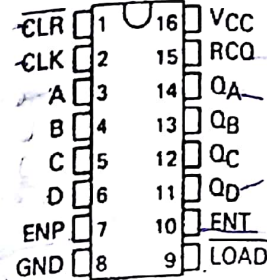 CLR 1 16 VCC
CLK 2 15 RCO
A 3 14 QA
B 4 13 QB
C 5 12 QC
D 6 11 QD
ENP 7 10 ENT
GND 8 9 LOAD